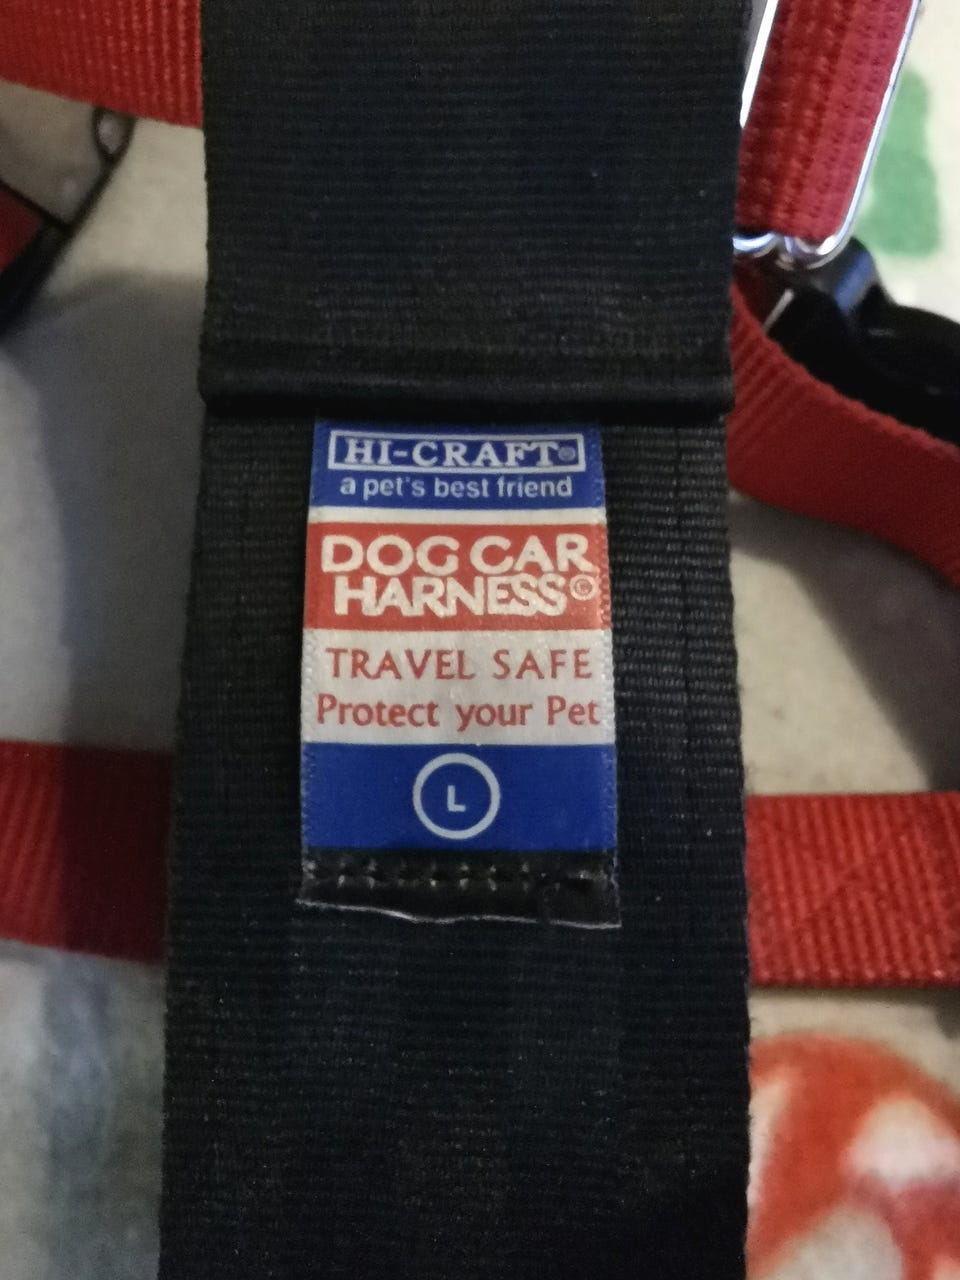 HI-CRAFT®
a pet's best friend
DOG CAR
HARNESS®
TRAVEL SAFE
Protect your Pet
L